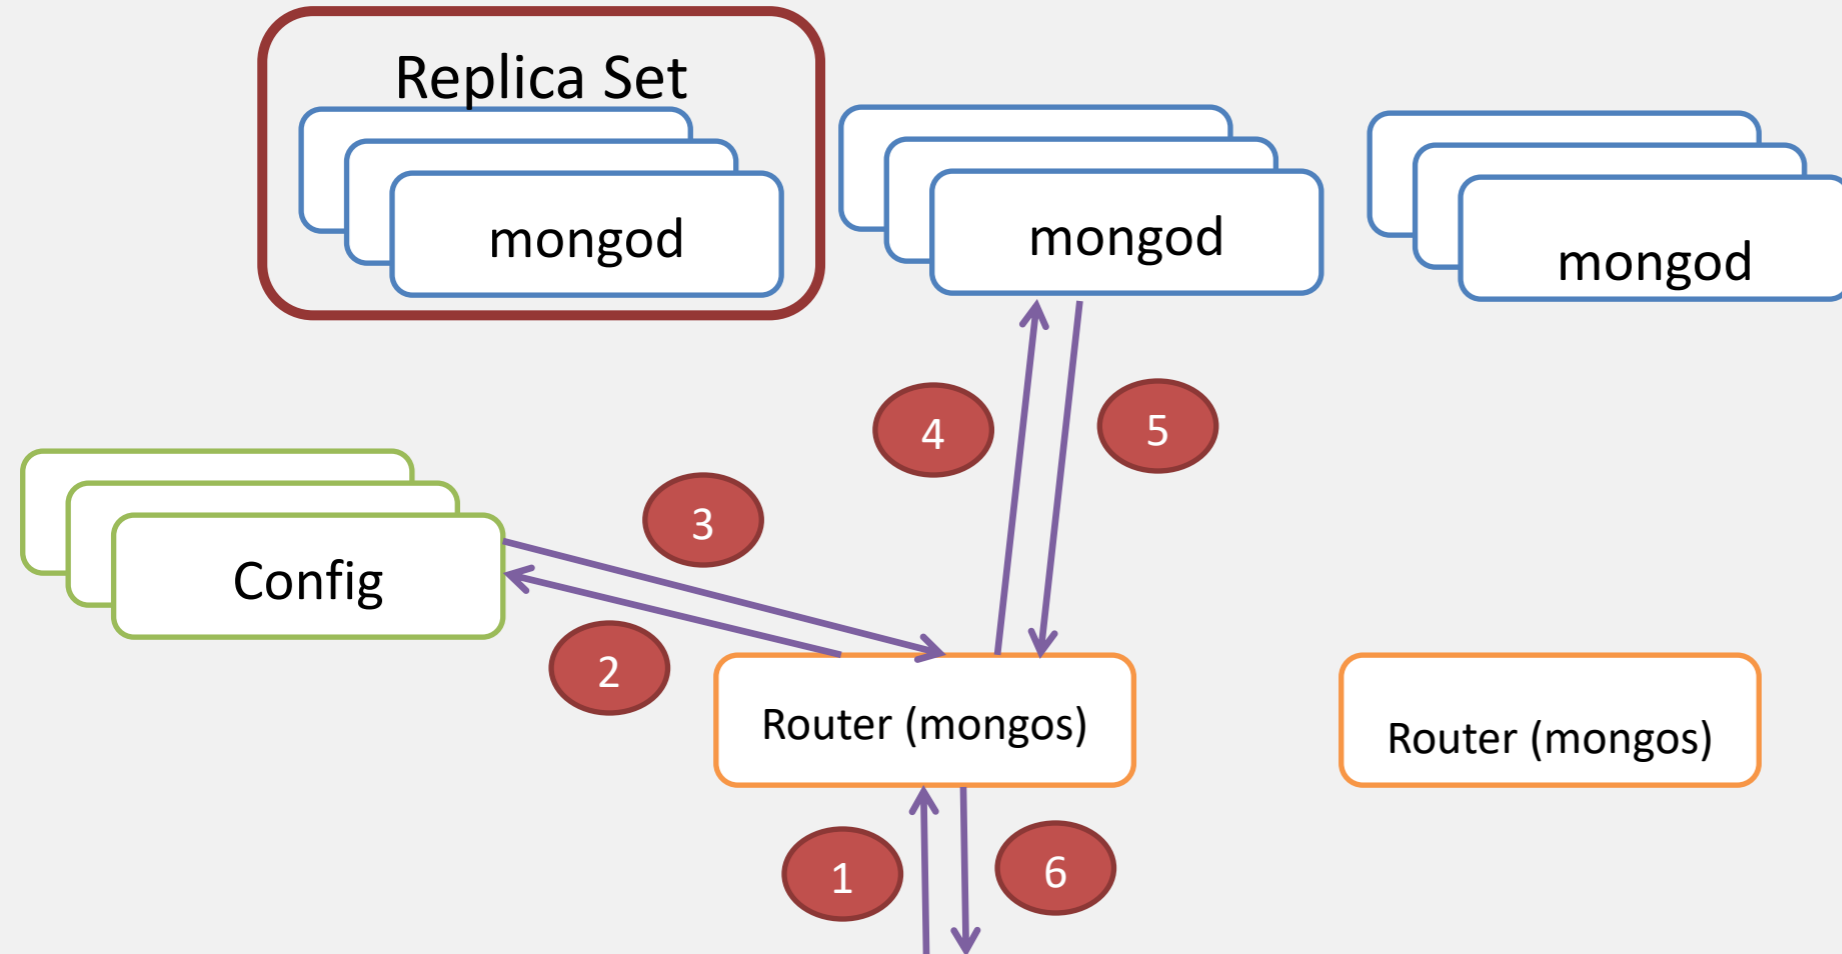 Replica Set
mongod
mongod
mongod
4
5
3
Config
2
Router (mongos)
Router (mongos)
1
6